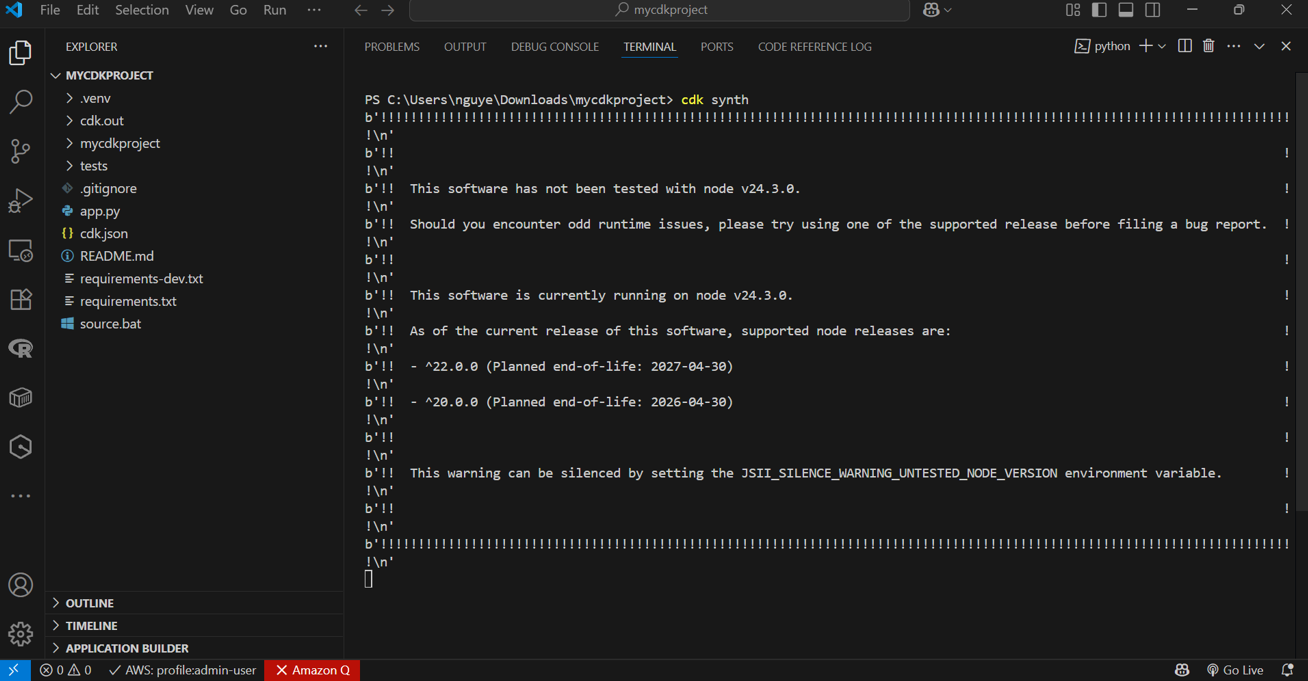 File Edit Selection View Go Run ··· mycdkproject
EXPLORER ···
MYCDKPROJECT
.venv
cdk.out
mycdkproject
tests
.gitignore
app.py
{} cdk.json
README.md
requirements-dev.txt
requirements.txt
source.bat
OUTLINE
TIMELINE
APPLICATION BUILDER
PROBLEMS OUTPUT DEBUG CONSOLE TERMINAL PORTS CODE REFERENCE LOG python
PS C:\Users\nguye\Downloads\mycdkproject> cdk synth
b'!!!!!!!!!!!!!!!!!!!!!!!!!!!!!!!!!!!!!!!!!!!!!!!!!!!!!!!!!!!!!!!!!!!!!!!!!!!!!!!!!!!!!!!!!!!!!!!!!!!!!!!!!!!!!!!!!!!!!!!!
!\n'
b'!! !
!\n'
b'!! This software has not been tested with node v24.3.0. !
!\n'
b'!! Should you encounter odd runtime issues, please try using one of the supported release before filing a bug report. !
!\n'
b'!! !
!\n'
b'!! This software is currently running on node v24.3.0. !
!\n'
b'!! As of the current release of this software, supported node releases are: !
!\n'
b'!! - ^22.0.0 (Planned end-of-life: 2027-04-30) !
!\n'
b'!! - ^20.0.0 (Planned end-of-life: 2026-04-30) !
!\n'
b'!! !
!\n'
b'!! This warning can be silenced by setting the JSII_SILENCE_WARNING_UNTESTED_NODE_VERSION environment variable. !
!\n'
b'!! !
!\n'
b'!!!!!!!!!!!!!!!!!!!!!!!!!!!!!!!!!!!!!!!!!!!!!!!!!!!!!!!!!!!!!!!!!!!!!!!!!!!!!!!!!!!!!!!!!!!!!!!!!!!!!!!!!!!!!!!!!!!!!!!!
!\n'
0 0 AWS: profile:admin-user Amazon Q Go Live